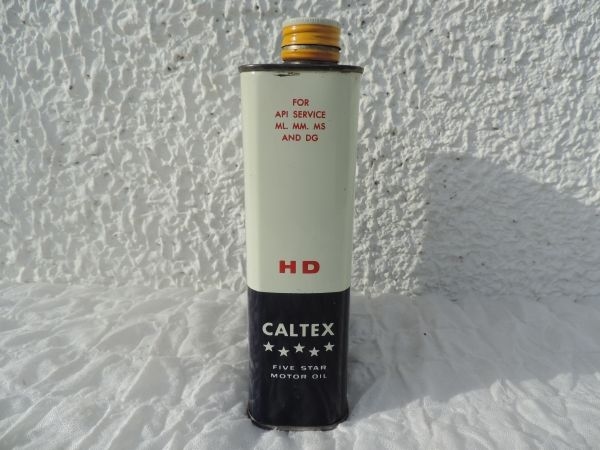 FOR
API SERVICE
ML. MM. MS
AND DG
HD
CALTEX
FIVE STAR
MOTOR OIL